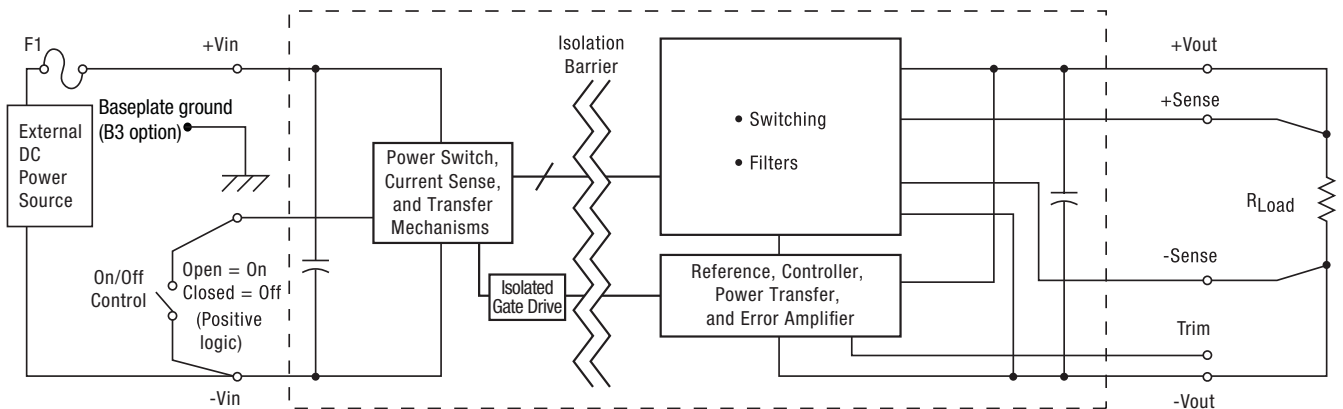 F1
+Vin
External
DC
Power
Source
Baseplate ground
(B3 option)
On/Off
Control
Open = On
Closed = Off
(Positive
logic)
-Vin
Power Switch,
Current Sense,
and Transfer
Mechanisms
Isolated
Gate Drive
Isolation
Barrier
• Switching
• Filters
Reference, Controller,
Power Transfer,
and Error Amplifier
+Vout
+Sense
RLoad
-Sense
Trim
-Vout